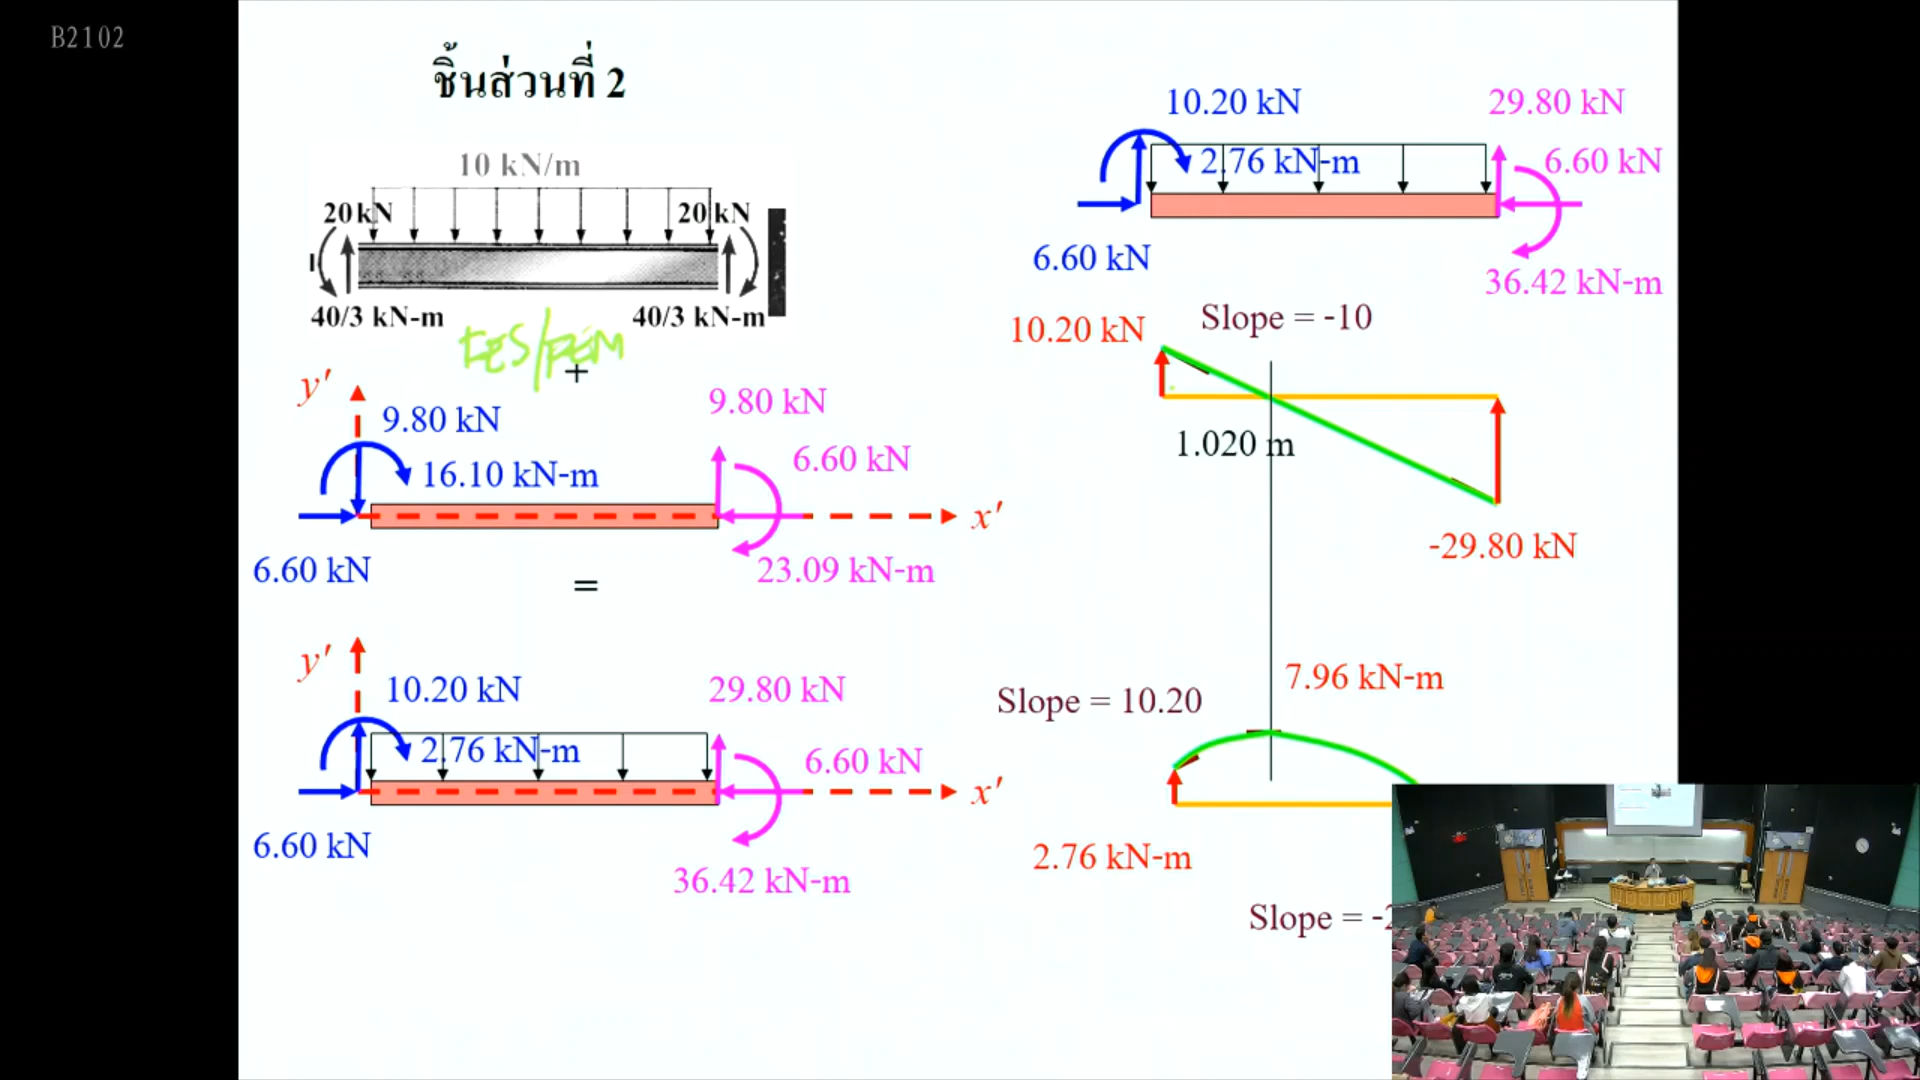 B2102
ชิ้นส่วนที่ 2
10 kN/m
20 kN
20 kN
40/3 kN-m
40/3 kN-m
+
y'
9.80 kN
16.10 kN-m
6.60 kN
9.80 kN
6.60 kN
x'
23.09 kN-m
=
y'
10.20 kN
2.76 kN-m
6.60 kN
29.80 kN
6.60 kN
x'
36.42 kN-m
10.20 kN
2.76 kN-m
6.60 kN
29.80 kN
6.60 kN
36.42 kN-m
Slope = -10
10.20 kN
1.020 m
-29.80 kN
7.96 kN-m
Slope = 10.20
2.76 kN-m
Slope = -2